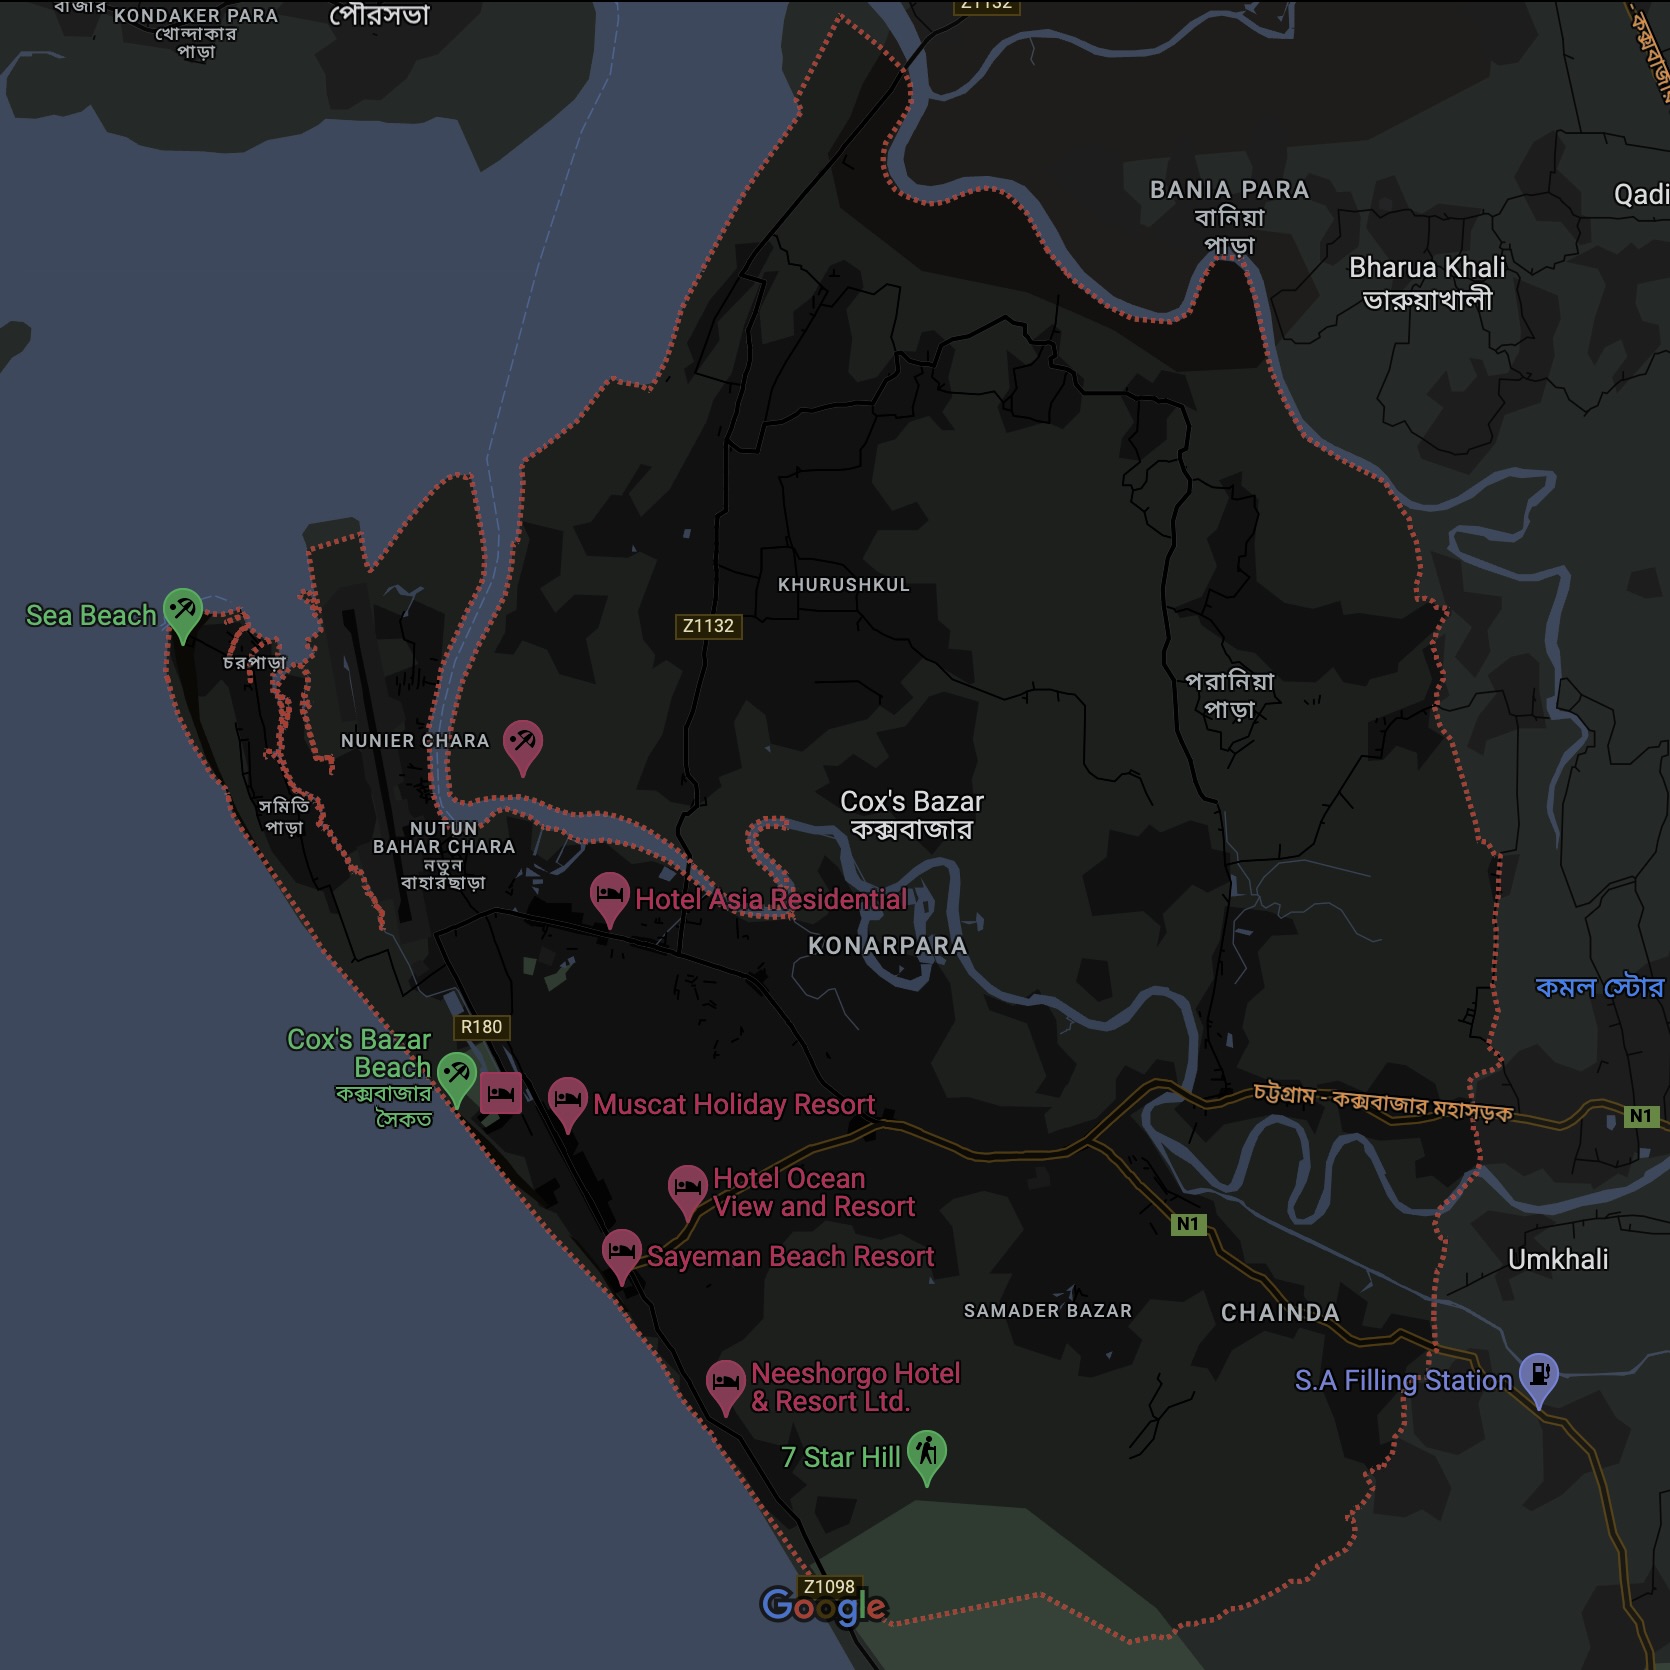 বাজার
KONDAKER PARA
খোন্দাকার
পাড়া
পৌরসভা
Z1132
কক্সবাজার
BANIA PARA
বানিয়া
পাড়া
Bharua Khali
ভারুয়াখালী
KHURUSHKUL
Z1132
Sea Beach
চরপাড়া
পরানিয়া
পাড়া
NUNIER CHARA
সমিতি
পাড়া
NUTUN
BAHAR CHARA
নতুন
বাহারছাড়া
Cox's Bazar
কক্সবাজার
Hotel Asia Residential
KONARPARA
কমল স্টোর
R180
Cox's Bazar
Beach
কক্সবাজার
সৈকত
Muscat Holiday Resort
চট্টগ্রাম - কক্সবাজার মহাসড়ক
N1
Hotel Ocean
View and Resort
N1
Sayeman Beach Resort
Umkhali
SAMADER BAZAR
CHAINDA
Neeshorgo Hotel
& Resort Ltd.
S.A Filling Station
7 Star Hill
Z1098
Google